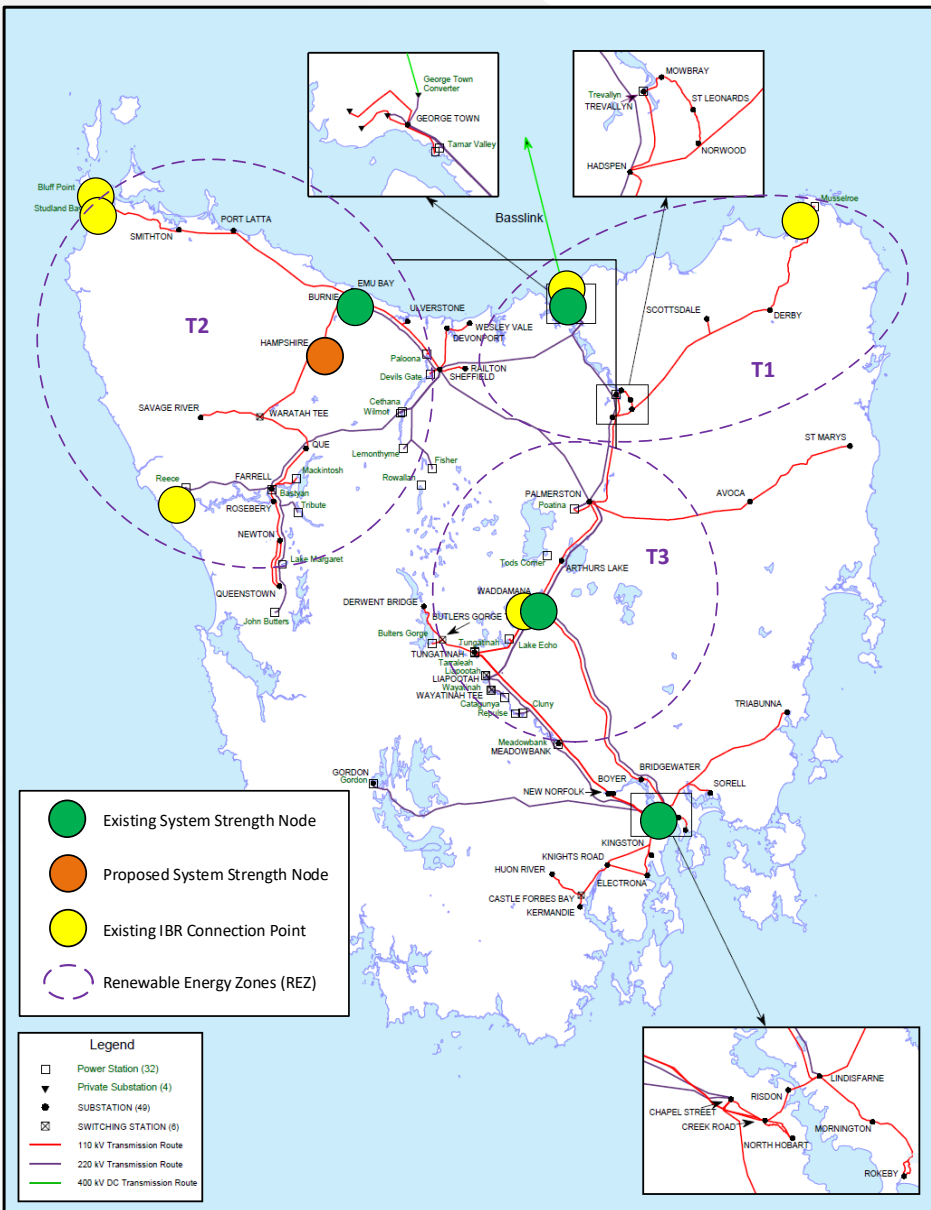 George Town
Converter
GEORGE TOWN
Tamar Valley
MOWBRAY
Trevallyn
TREVALLYN
ST LEONARDS
NORWOOD
HADSPEN
Basslink
Bluff Point
Studland Bay
SMITHTON
PORT LATTA
Musselroe
EMU BAY
BURNIE
ULVERSTONE
WESLEY VALE
DEVONPORT
SCOTTSDALE
DERBY
T2
HAMPSHIRE
Paloona
RAILTON
Devils Gate
SHEFFIELD
T1
Cethana
Wilmot
SAVAGE RIVER
WARATAH TEE
QUE
Lemonthyme
Fisher
Rowallan
ST MARYS
FARRELL
Mackintosh
Reece
Bastyan
ROSEBERY
Tribute
PALMERSTON
Poatina
AVOCA
NEWTON
Lake Margaret
Tods Corner
ARTHURS LAKE
T3
QUEENSTOWN
WADDAMANA
DERWENT BRIDGE
BUTLERS GORGE
John Butters
Butlers Gorge
Tungatinah
Lake Echo
TUNGATINAH
Tarraleah
Liapootah
LIAPOOTAH
Wayatinah
WAYATINAH TEE
Catagunya
Cluny
Repulse
TRIABUNNA
Meadowbank
MEADOWBANK
GORDON
Gordon
BOYER
BRIDGEWATER
SORELL
NEW NORFOLK
KINGSTON
KNIGHTS ROAD
HUON RIVER
ELECTRONA
CASTLE FORBES BAY
KERMANDIE
Existing System Strength Node
Proposed System Strength Node
Existing IBR Connection Point
Renewable Energy Zones (REZ)
Legend
Power Station (32)
Private Substation (4)
SUBSTATION (49)
SWITCHING STATION (6)
110 kV Transmission Route
220 kV Transmission Route
400 kV DC Transmission Route
LINDISFARNE
RISDON
CHAPEL STREET
CREEK ROAD
MORNINGTON
NORTH HOBART
ROKEBY